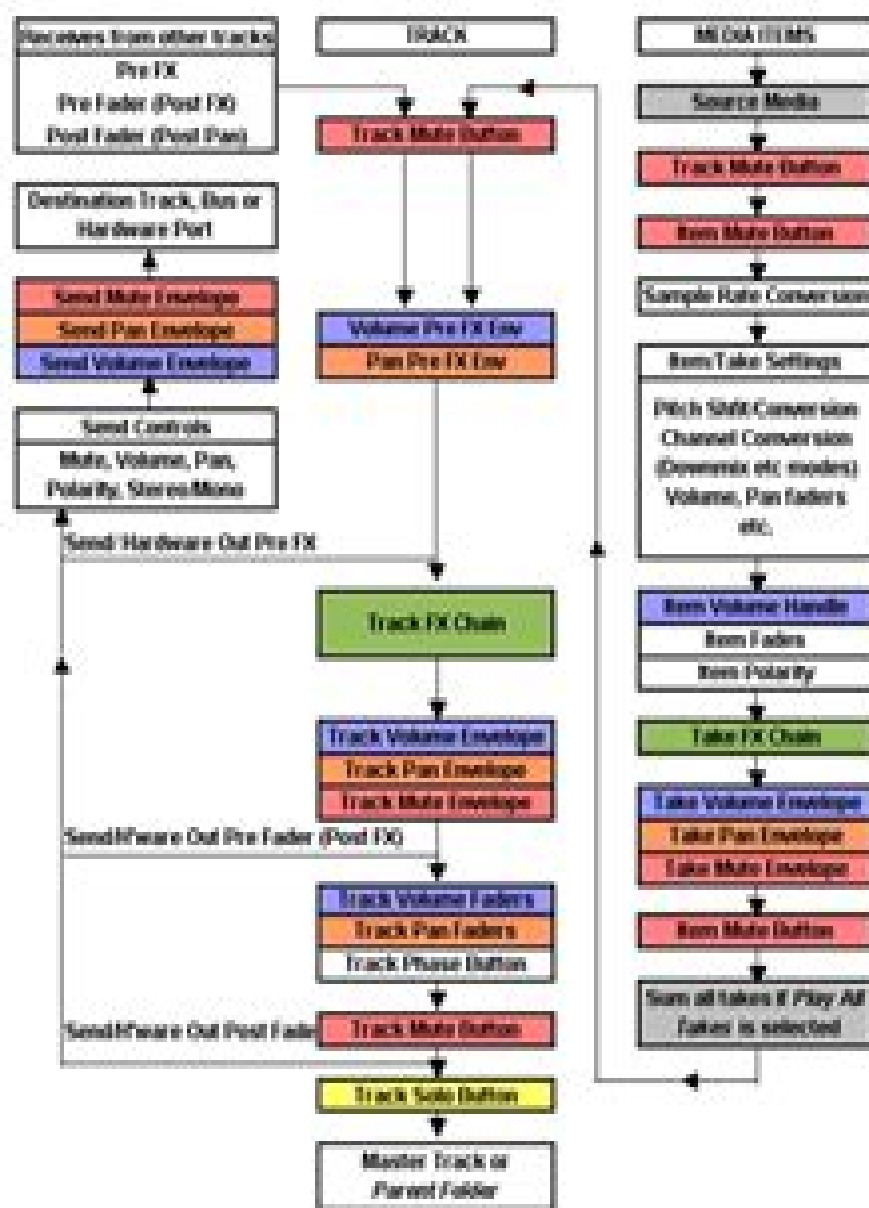 Receives from other tracks
Pre FX
Pre Fader (Post FX)
Post Fader (Post Pan)
Destination Track, Bus or
Hardware Port
Send Mute Envelope
Send Pan Envelope
Send Volume Envelope
Send Controls
Mute, Volume, Pan,
Polarity, Stereo/Mono
Send/Hardware Out Pre FX
Send/H'ware Out Pre Fader (Post FX)
Send/H'ware Out Post Fade
TRACK
Track Mute Button
Volume Pre FX Env
Pan Pre FX Env
Track FX Chain
Track Volume Envelope
Track Pan Envelope
Track Mute Envelope
Track Volume Faders
Track Pan Faders
Track Phase Button
Track Mute Button
Track Solo Button
Master Track or
Parent Folder
MEDIA ITEMS
Source Media
Track Mute Button
Item Mute Button
Sample Rate Conversion
Item Take Settings
Pitch Shfit Conversion
Channel Conversion
(Downmix etc modes)
Volume, Pan faders
etc.
Item Volume Handle
Item Fades
Item Polarity
Take FX Chain
Take Volume Envelope
Take Pan Envelope
Take Mute Envelope
Item Mute Button
Sum all takes if Play All
Takes is selected